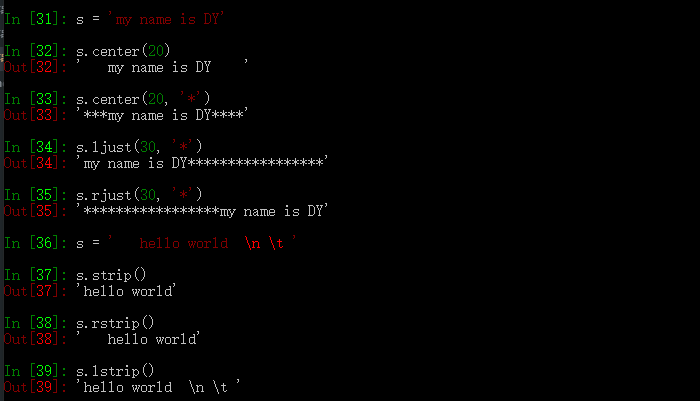 In [31]: s = 'my name is DY'
In [32]: s.center(20)
Out[32]: '   my name is DY    '
In [33]: s.center(20, '*')
Out[33]: '***my name is DY****'
In [34]: s.ljust(30, '*')
Out[34]: 'my name is DY*****************'
In [35]: s.rjust(30, '*')
Out[35]: '*****************my name is DY'
In [36]: s = '   hello world  \n \t '
In [37]: s.strip()
Out[37]: 'hello world'
In [38]: s.rstrip()
Out[38]: '   hello world'
In [39]: s.lstrip()
Out[39]: 'hello world  \n \t '